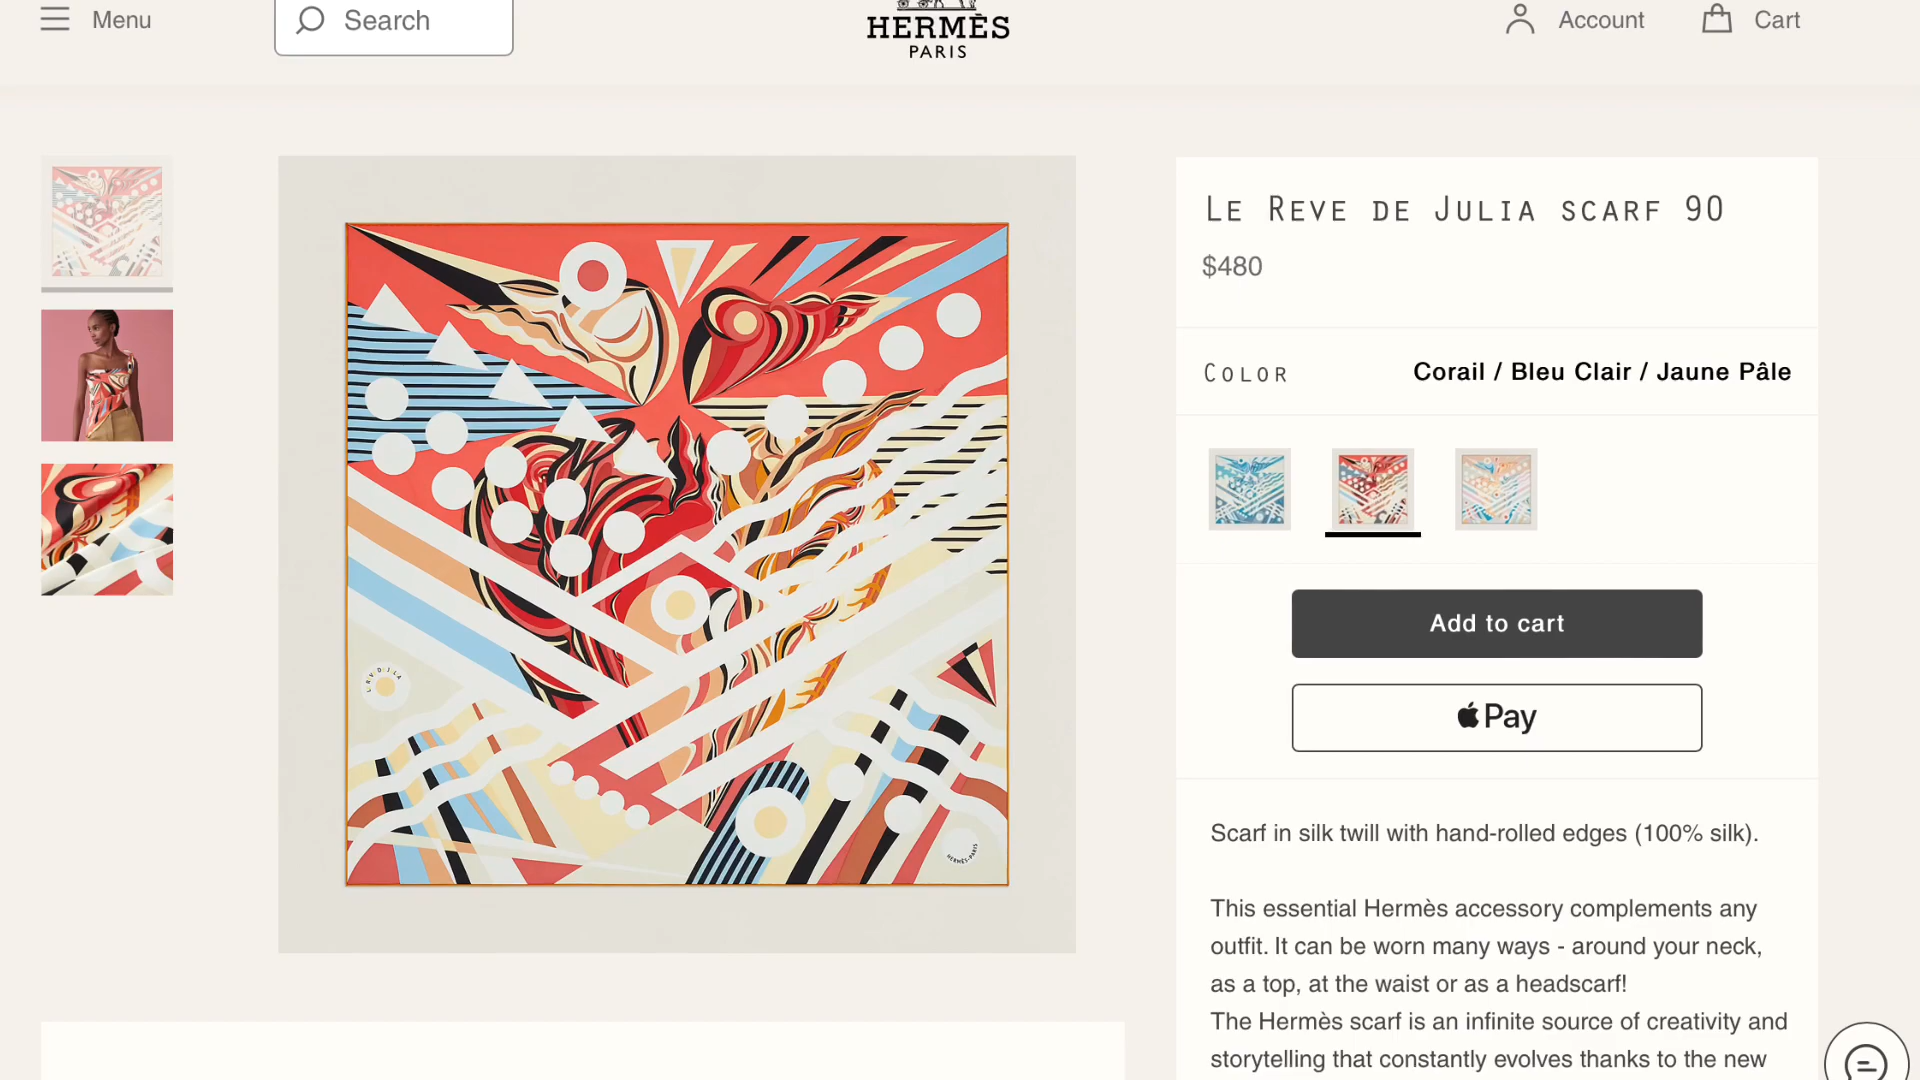 Menu
Search
HERMÈS
PARIS
Account
Cart
LE REVE DE JULIA SCARF 90
$480
COLOR
Corail / Bleu Clair / Jaune Pâle
Add to cart
Pay
Scarf in silk twill with hand-rolled edges (100% silk).
This essential Hermès accessory complements any
outfit. It can be worn many ways - around your neck,
as a top, at the waist or as a headscarf!
The Hermès scarf is an infinite source of creativity and
storytelling that constantly evolves thanks to the new
HERMÈS-PARIS